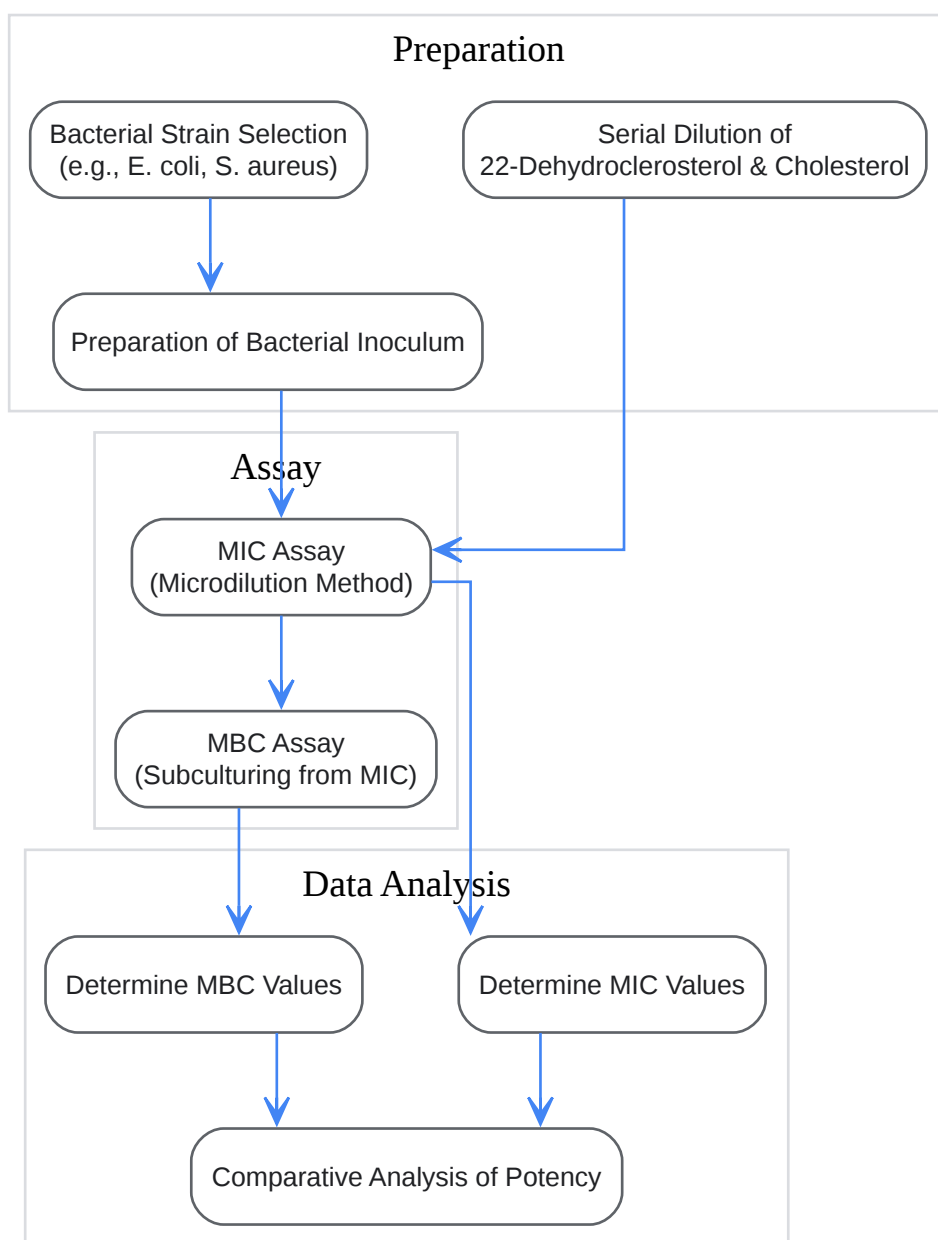 Preparation
Bacterial Strain Selection
(e.g., E. coli, S. aureus)
Serial Dilution of
22-Dehydroclerosterol & Cholesterol
Preparation of Bacterial Inoculum
Assay
MIC Assay
(Microdilution Method)
MBC Assay
(Subculturing from MIC)
Data Analysis
Determine MBC Values
Determine MIC Values
Comparative Analysis of Potency